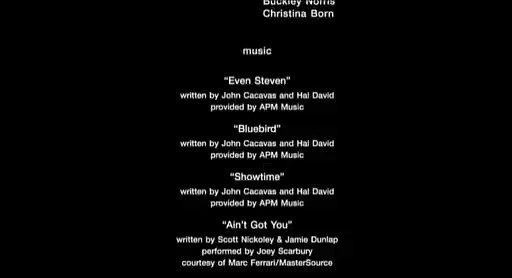 Buckley Norris
Christina Born
music
“Even Steven”
written by John Cacavas and Hal David
provided by APM Music
“Bluebird”
written by John Cacavas and Hal David
provided by APM Music
“Showtime”
written by John Cacavas and Hal David
provided by APM Music
“Ain't Got You”
written by Scott Nickoley & Jamie Dunlap
performed by Joey Scarbury
courtesy of Marc Ferrari/MasterSource